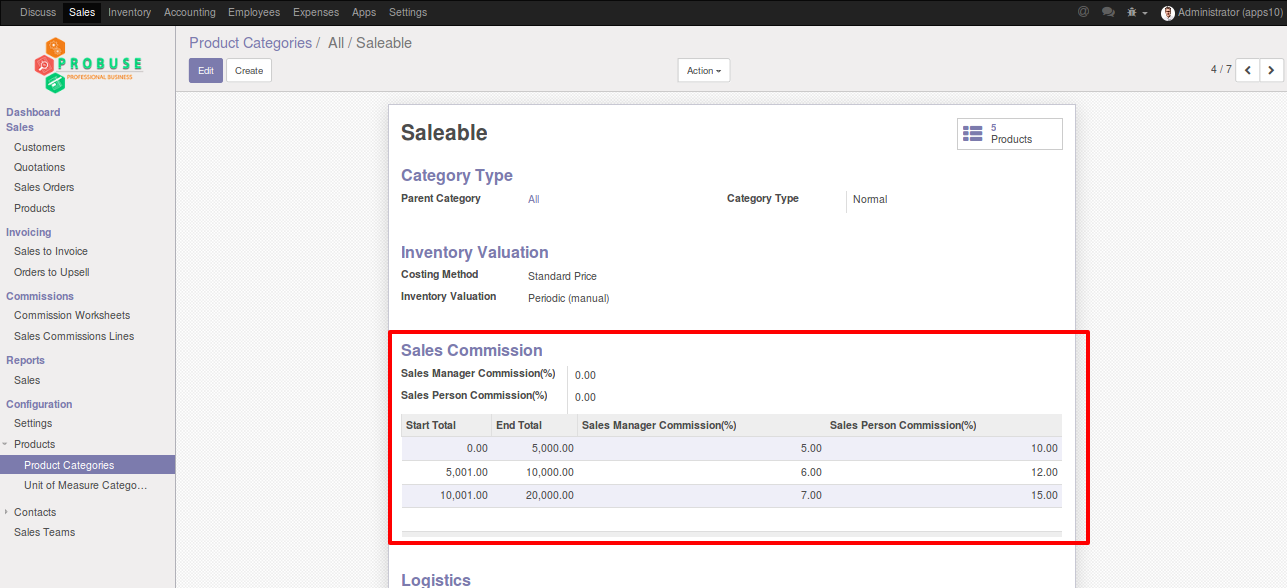 Discuss Sales Inventory Accounting Employees Expenses Apps Settings @ Administrator (apps10)
PROBUSE
PROFESSIONAL BUSINESS
Product Categories / All / Saleable
Edit Create Action 4 / 7
Dashboard
Sales
Customers
Quotations
Sales Orders
Products
Invoicing
Sales to Invoice
Orders to Upsell
Commissions
Commission Worksheets
Sales Commissions Lines
Reports
Sales
Configuration
Settings
Products
Product Categories
Unit of Measure Catego...
Contacts
Sales Teams
Saleable
5
Products
Category Type
Parent Category All Category Type Normal
Inventory Valuation
Costing Method Standard Price
Inventory Valuation Periodic (manual)
Sales Commission
Sales Manager Commission(%) 0.00
Sales Person Commission(%) 0.00
Start Total End Total Sales Manager Commission(%) Sales Person Commission(%)
0.00 5,000.00 5.00 10.00
5,001.00 10,000.00 6.00 12.00
10,001.00 20,000.00 7.00 15.00
Logistics